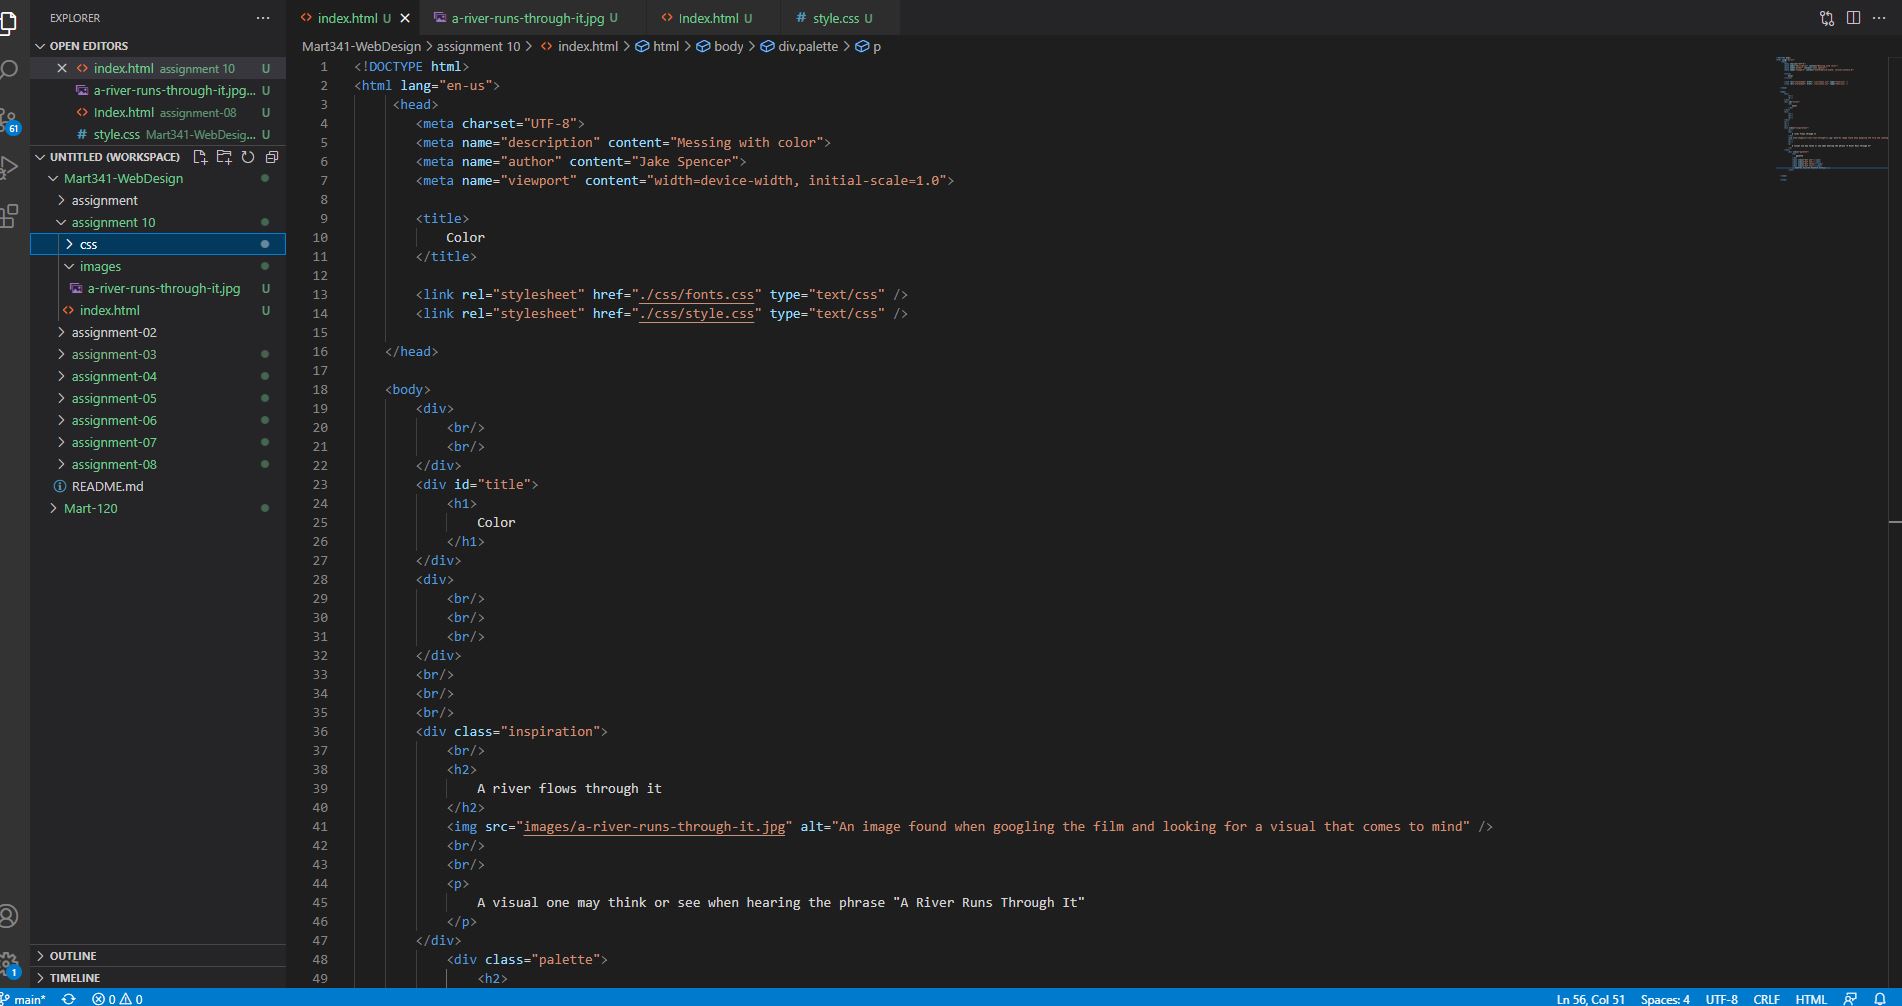 EXPLORER
OPEN EDITORS
index.html assignment 10 U
a-river-runs-through-it.jpg... U
Index.html assignment-08 U
# style.css Mart341-WebDesig... U
UNTITLED (WORKSPACE)
Mart341-WebDesign
assignment
assignment 10
css
images
a-river-runs-through-it.jpg U
index.html U
assignment-02
assignment-03
assignment-04
assignment-05
assignment-06
assignment-07
assignment-08
README.md
Mart-120
OUTLINE
TIMELINE
61
1
index.html U
a-river-runs-through-it.jpg U
Index.html U
# style.css U
Mart341-WebDesign > assignment 10 > index.html > html > body > div.palette > p
1 <!DOCTYPE html>
2 <html lang="en-us">
3 <head>
4 <meta charset="UTF-8">
5 <meta name="description" content="Messing with color">
6 <meta name="author" content="Jake Spencer">
7 <meta name="viewport" content="width=device-width, initial-scale=1.0">
8
9 <title>
10 Color
11 </title>
12
13 <link rel="stylesheet" href="./css/fonts.css" type="text/css" />
14 <link rel="stylesheet" href="./css/style.css" type="text/css" />
15
16 </head>
17
18 <body>
19 <div>
20 <br/>
21 <br/>
22 </div>
23 <div id="title">
24 <h1>
25 Color
26 </h1>
27 </div>
28 <div>
29 <br/>
30 <br/>
31 <br/>
32 </div>
33 <br/>
34 <br/>
35 <br/>
36 <div class="inspiration">
37 <br/>
38 <h2>
39 A river flows through it
40 </h2>
41 <img src="images/a-river-runs-through-it.jpg" alt="An image found when googling the film and looking for a visual that comes to mind" />
42 <br/>
43 <br/>
44 <p>
45 A visual one may think or see when hearing the phrase "A River Runs Through It"
46 </p>
47 </div>
48 <div class="palette">
49 <h2>
main* 0 0 Ln 56, Col 51 Spaces: 4 UTF-8 CRLF HTML